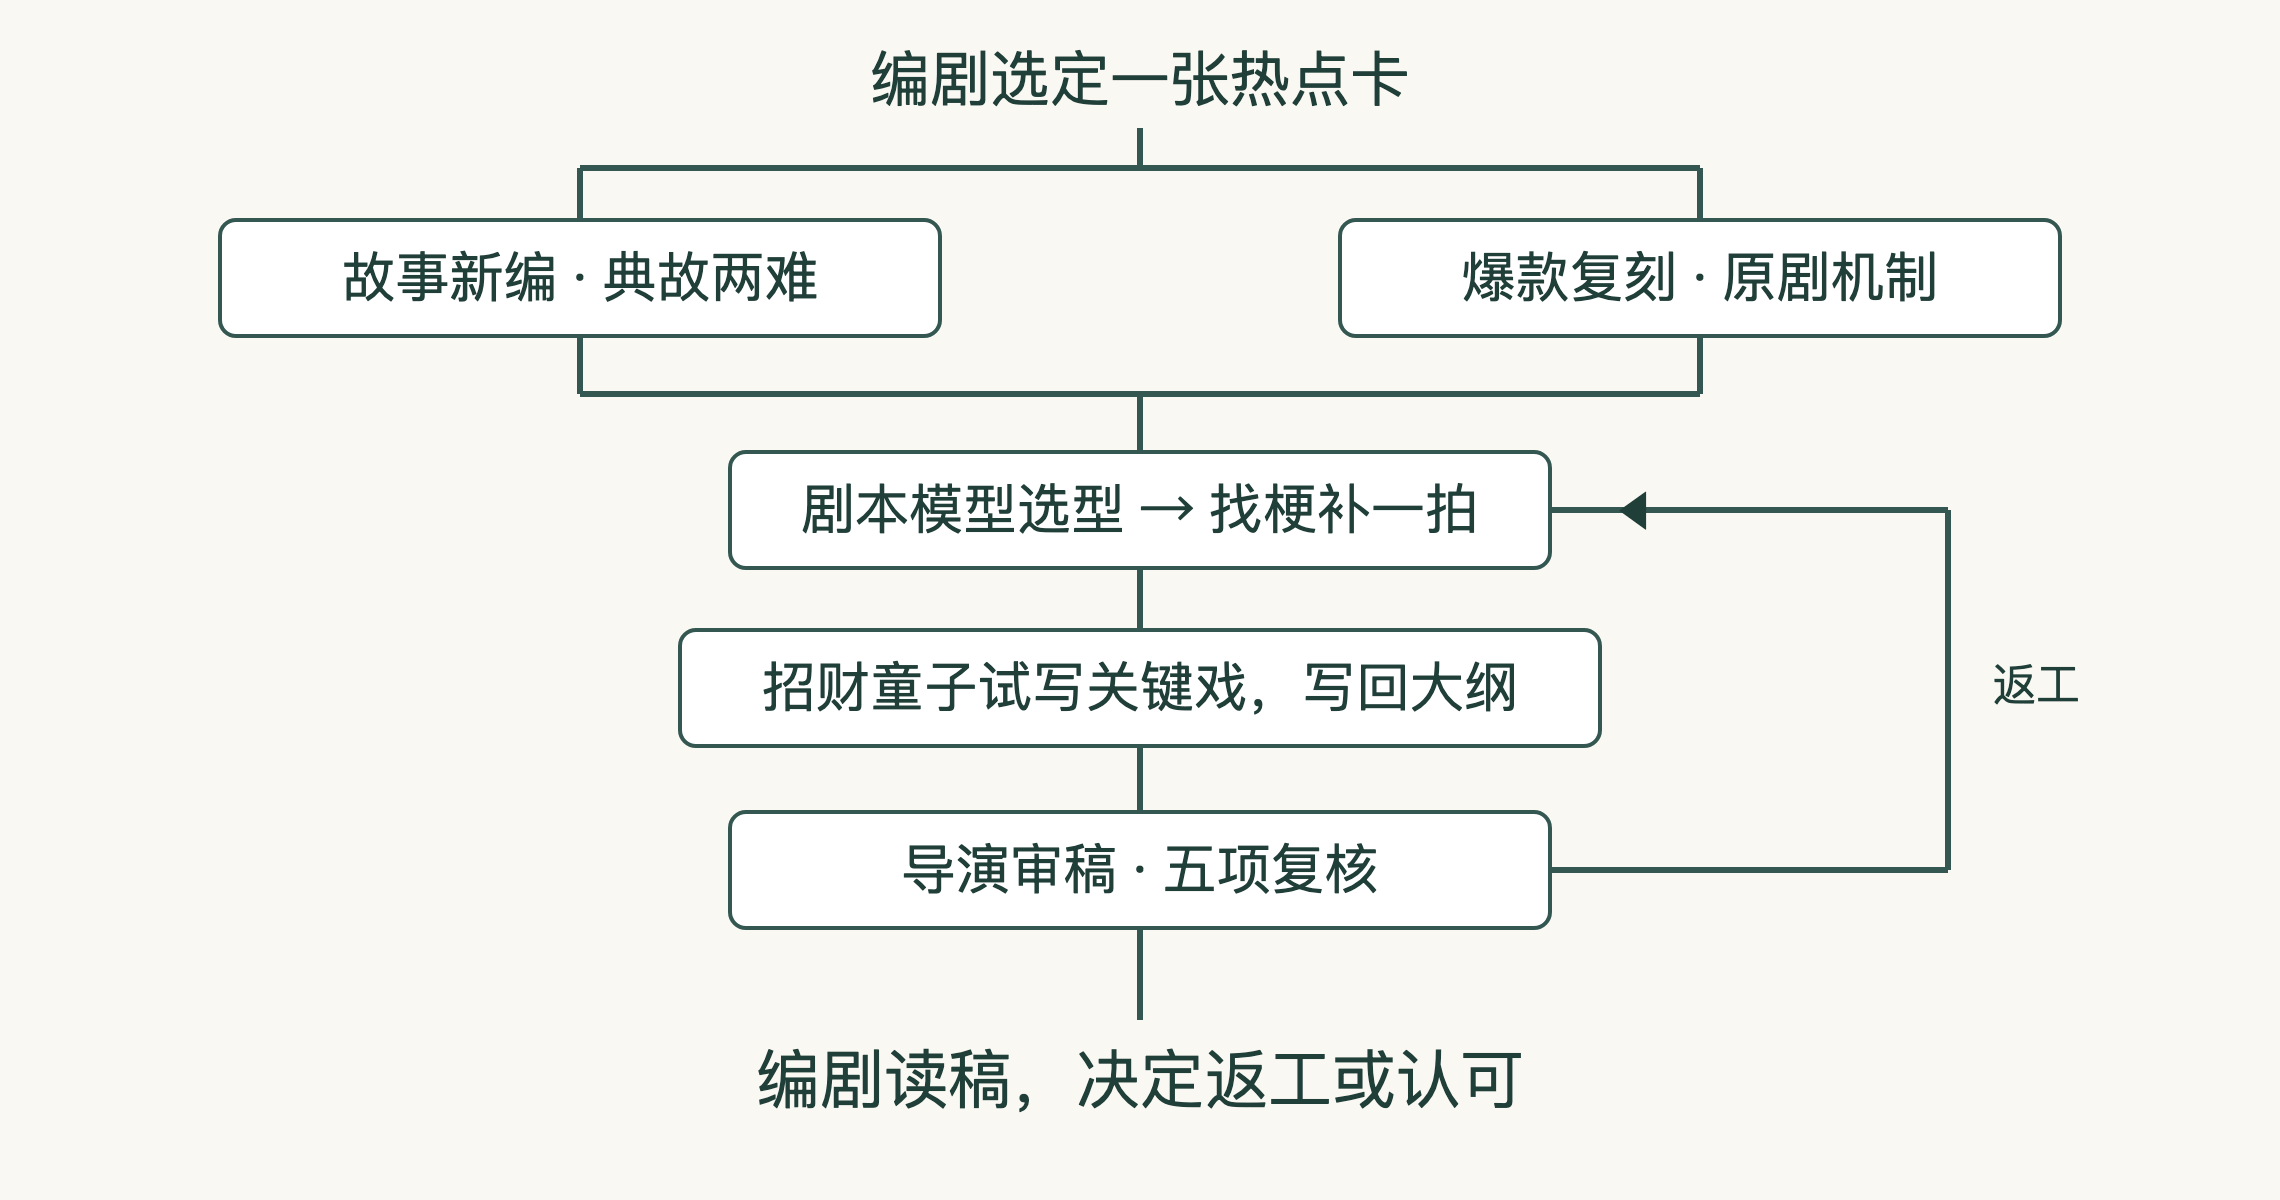 编剧选定一张热点卡
故事新编 · 典故两难
爆款复刻 · 原剧机制
剧本模型选型 → 找梗补一拍
招财童子试写关键戏，写回大纲
返工
导演审稿 · 五项复核
编剧读稿，决定返工或认可